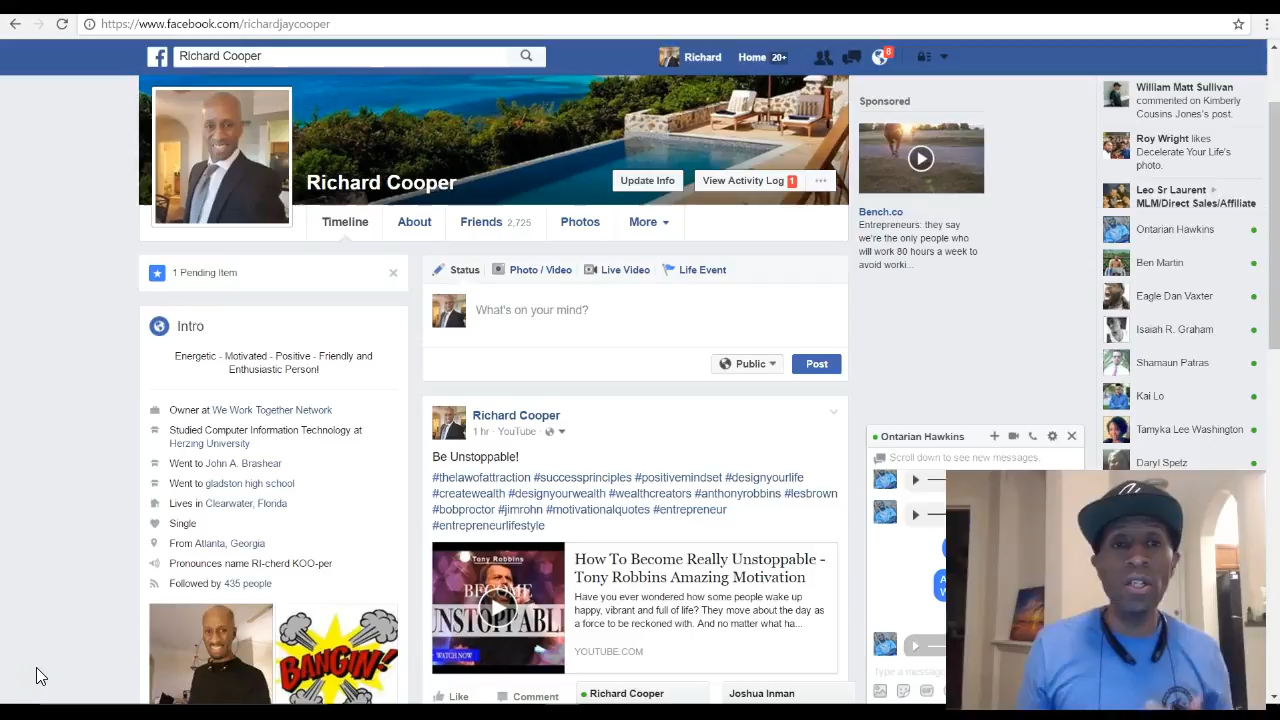 https://www.facebook.com/richardjaycooper
Richard Cooper
Richard
Home 20+
8
Richard Cooper
Update Info
View Activity Log 1
Timeline
About
Friends 2,725
Photos
More
1 Pending Item
Intro
Energetic - Motivated - Positive - Friendly and
Enthusiastic Person!
Owner at We Work Together Network
Studied Computer Information Technology at
Herzing University
Went to John A. Brashear
Went to gladston high school
Lives in Clearwater, Florida
Single
From Atlanta, Georgia
Pronounces name RI-cherd KOO-per
Followed by 435 people
BANGIN'!
Status
Photo / Video
Live Video
Life Event
What's on your mind?
Public
Post
Richard Cooper
1 hr · YouTube ·
Be Unstoppable!
#thelawofattraction #successprinciples #positivemindset #designyourlife
#createwealth #designyourwealth #wealthcreators #anthonyrobbins #lesbrown
#bobproctor #jimrohn #motivationalquotes #entrepreneur
#entrepreneurlifestyle
Tony Robbins
BECOME
UNSTOPPABL
WATCH NOW
How To Become Really Unstoppable -
Tony Robbins Amazing Motivation
Have you ever wondered how some people wake up
happy, vibrant and full of life? They move about the day
as a force to be reckoned with. And no matter what ha...
YOUTUBE.COM
Like
Comment
Richard Cooper
Joshua Inman
Sponsored
Bench.co
Entrepreneurs: they say
we're the only people who
will work 80 hours a week to
avoid worki...
William Matt Sullivan
commented on Kimberly
Cousins Jones's post.
Roy Wright likes
Decelerate Your Life's
photo.
Leo Sr Laurent
MLM/Direct Sales/Affiliate
Ontarian Hawkins
Ben Martin
Eagle Dan Vaxter
Isaiah R. Graham
Shamaun Patras
Kai Lo
Tamyka Lee Washington
Daryl Spetz
Ontarian Hawkins
Scroll down to see new messages.
Type a message